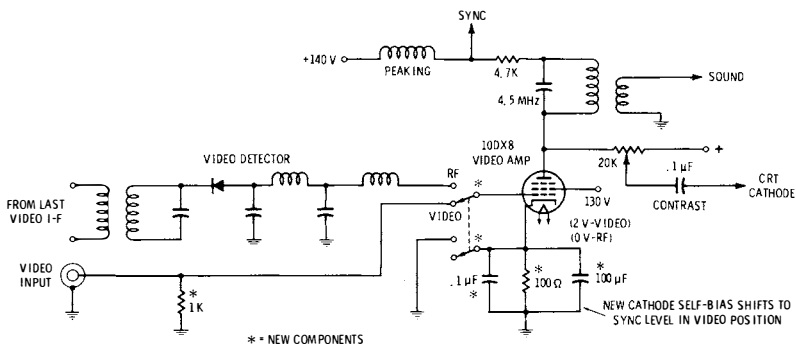 SYNC
+140 V
PEAKING
4.7K
4.5 MHz
SOUND
10DX8
VIDEO AMP
VIDEO DETECTOR
RF
20K
+
.1 μF
CRT
CATHODE
FROM LAST
VIDEO I-F
*
VIDEO
130 V
CONTRAST
(2 V-VIDEO)
(0 V-RF)
VIDEO
INPUT
*
*
1K
.1 μF
*
*
100Ω
*
100 μF
NEW CATHODE SELF-BIAS SHIFTS TO
SYNC LEVEL IN VIDEO POSITION
* = NEW COMPONENTS